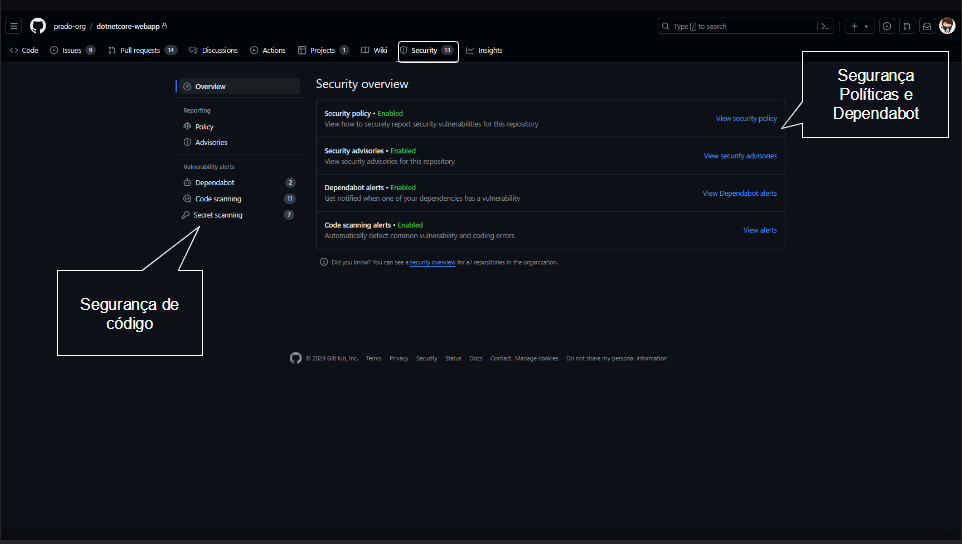 prado-org / dotnetcore-webapp
Type / to search
Code
Issues 9
Pull requests 14
Discussions
Actions
Projects 1
Wiki
Security 13
Insights
Overview
Reporting
Policy
Advisories
Vulnerability alerts
Dependabot 2
Code scanning 11
Secret scanning 7
Segurança de
código
Security overview
Security policy • Enabled
View how to securely report security vulnerabilities for this repository
View security policy
Security advisories • Enabled
View security advisories for this repository
View security advisories
Dependabot alerts • Enabled
Get notified when one of your dependencies has a vulnerability
View Dependabot alerts
Code scanning alerts • Enabled
Automatically detect common vulnerability and coding errors
View alerts
Did you know? You can see a security overview for all repositories in the organization.
Segurança
Políticas e
Dependabot
© 2024 GitHub, Inc. Terms Privacy Security Status Docs Contact Manage cookies Do not share my personal information